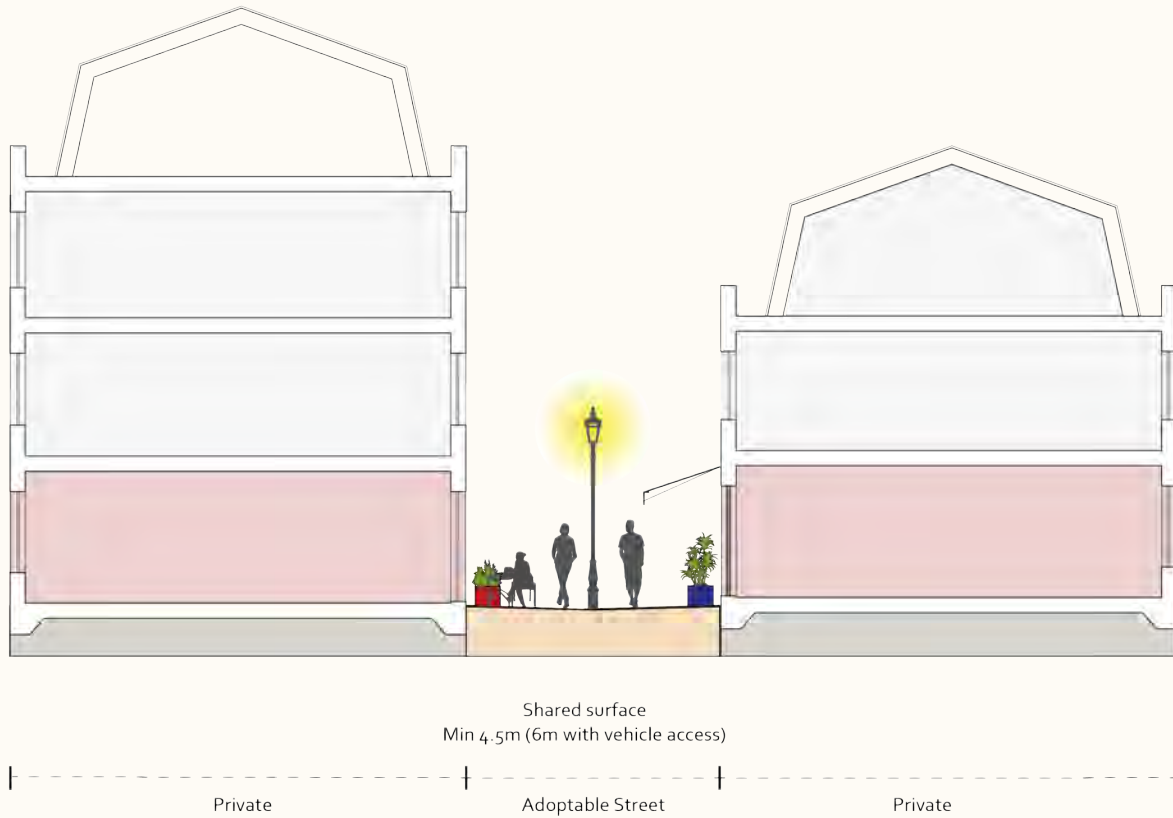 Shared surface
Min 4.5m (6m with vehicle access)
Private
Adoptable Street
Private